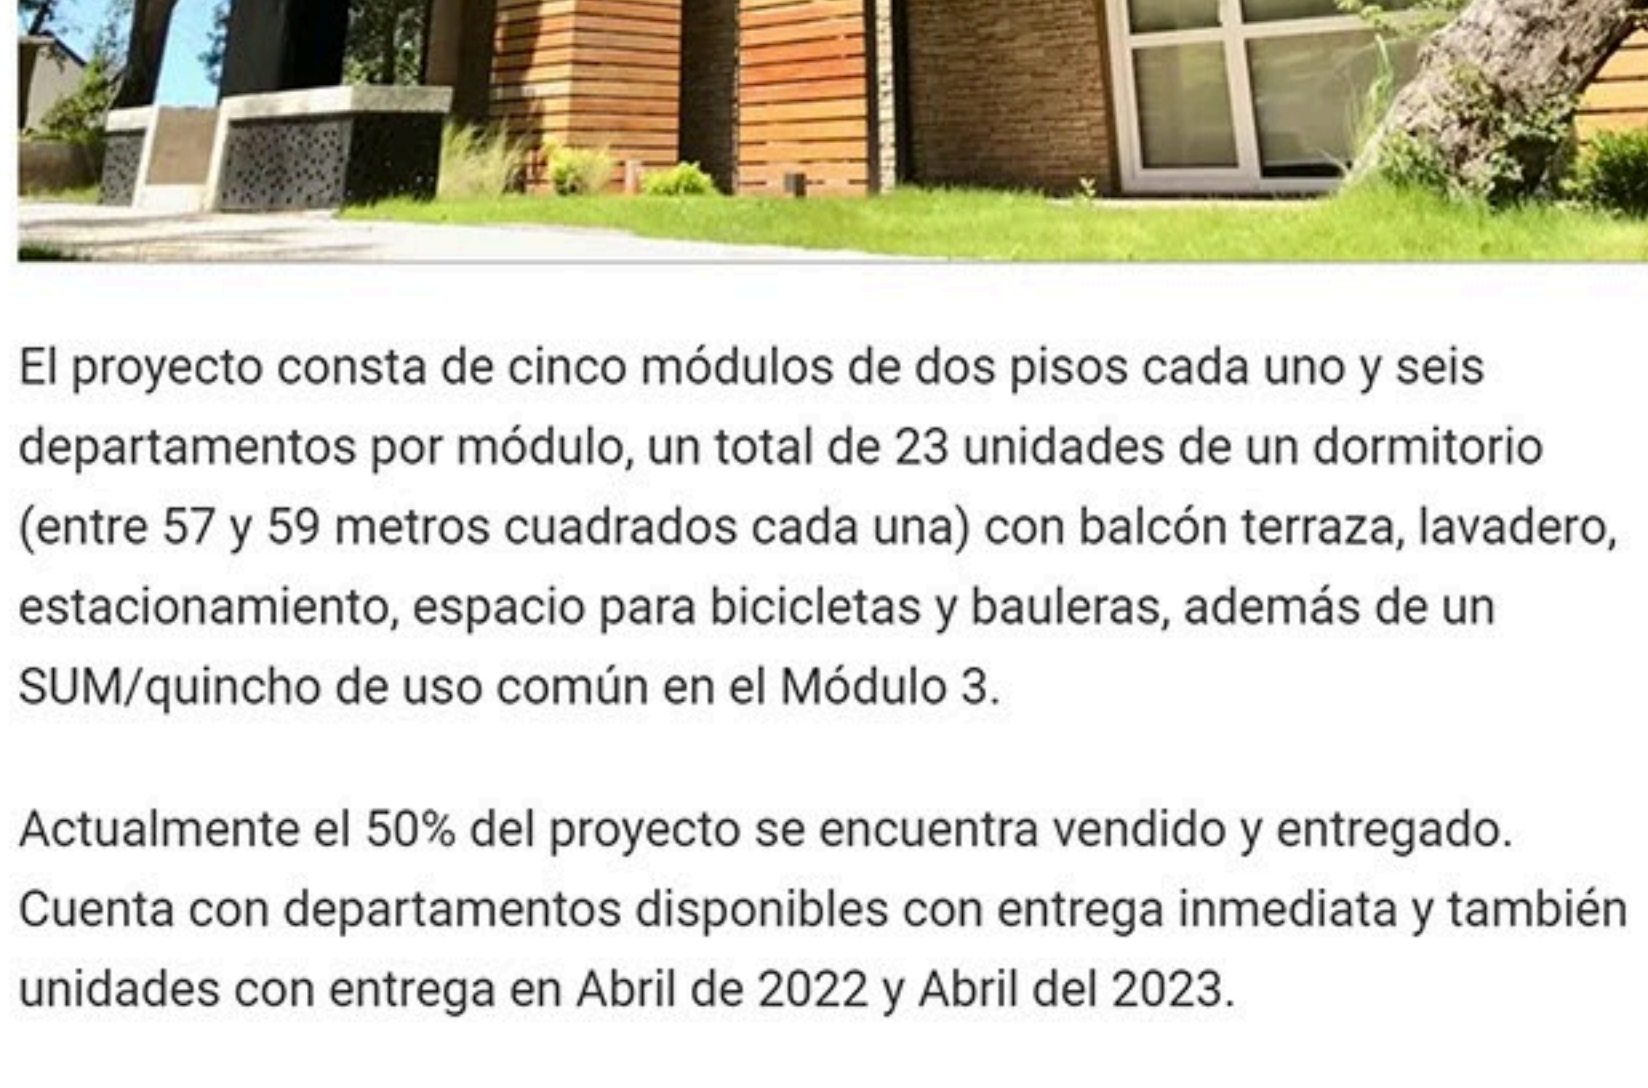 El proyecto consta de cinco módulos de dos pisos cada uno y seis
departamentos por módulo, un total de 23 unidades de un dormitorio
(entre 57 y 59 metros cuadrados cada una) con balcón terraza, lavadero,
estacionamiento, espacio para bicicletas y bauleras, además de un
SUM/quincho de uso común en el Módulo 3.
Actualmente el 50% del proyecto se encuentra vendido y entregado.
Cuenta con departamentos disponibles con entrega inmediata y también
unidades con entrega en Abril de 2022 y Abril del 2023.